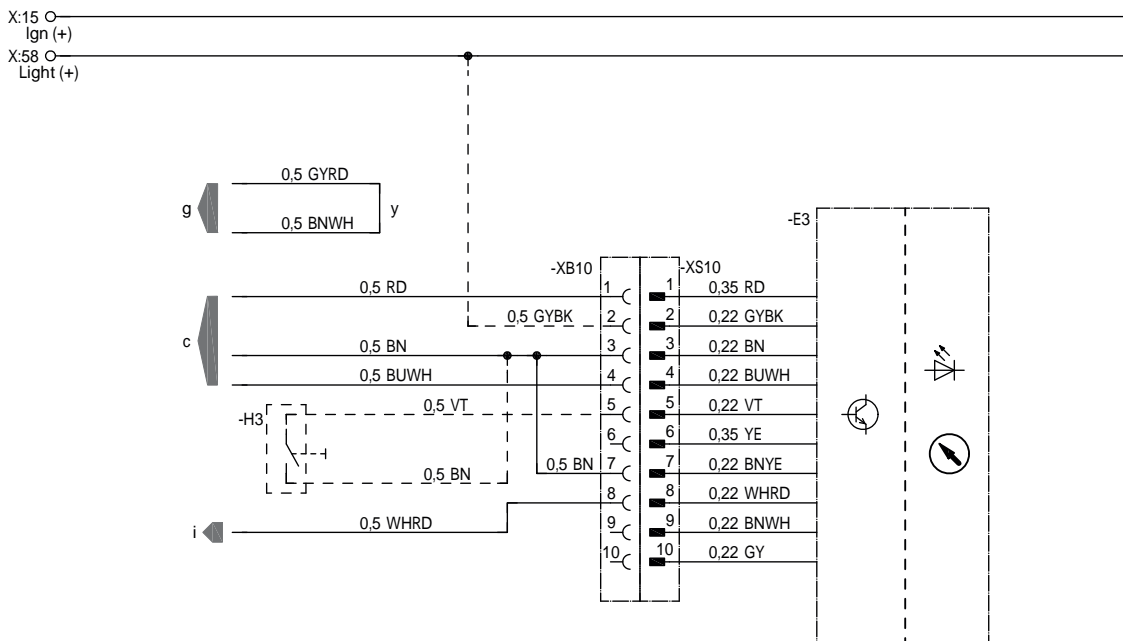 X:15
Ign (+)
X:58
Light (+)
0,5 GYRD
g
y
0,5 BNWH
-E3
-XB10
-XS10
0,5 RD
1
1
0,35 RD
0,5 GYBK
2
2
0,22 GYBK
c
0,5 BN
3
3
0,22 BN
0,5 BUWH
4
4
0,22 BUWH
-H3
0,5 VT
5
5
0,22 VT
6
6
0,35 YE
0,5 BN
0,5 BN
7
7
0,22 BNYE
8
8
0,22 WHRD
i
0,5 WHRD
9
9
0,22 BNWH
10
10
0,22 GY